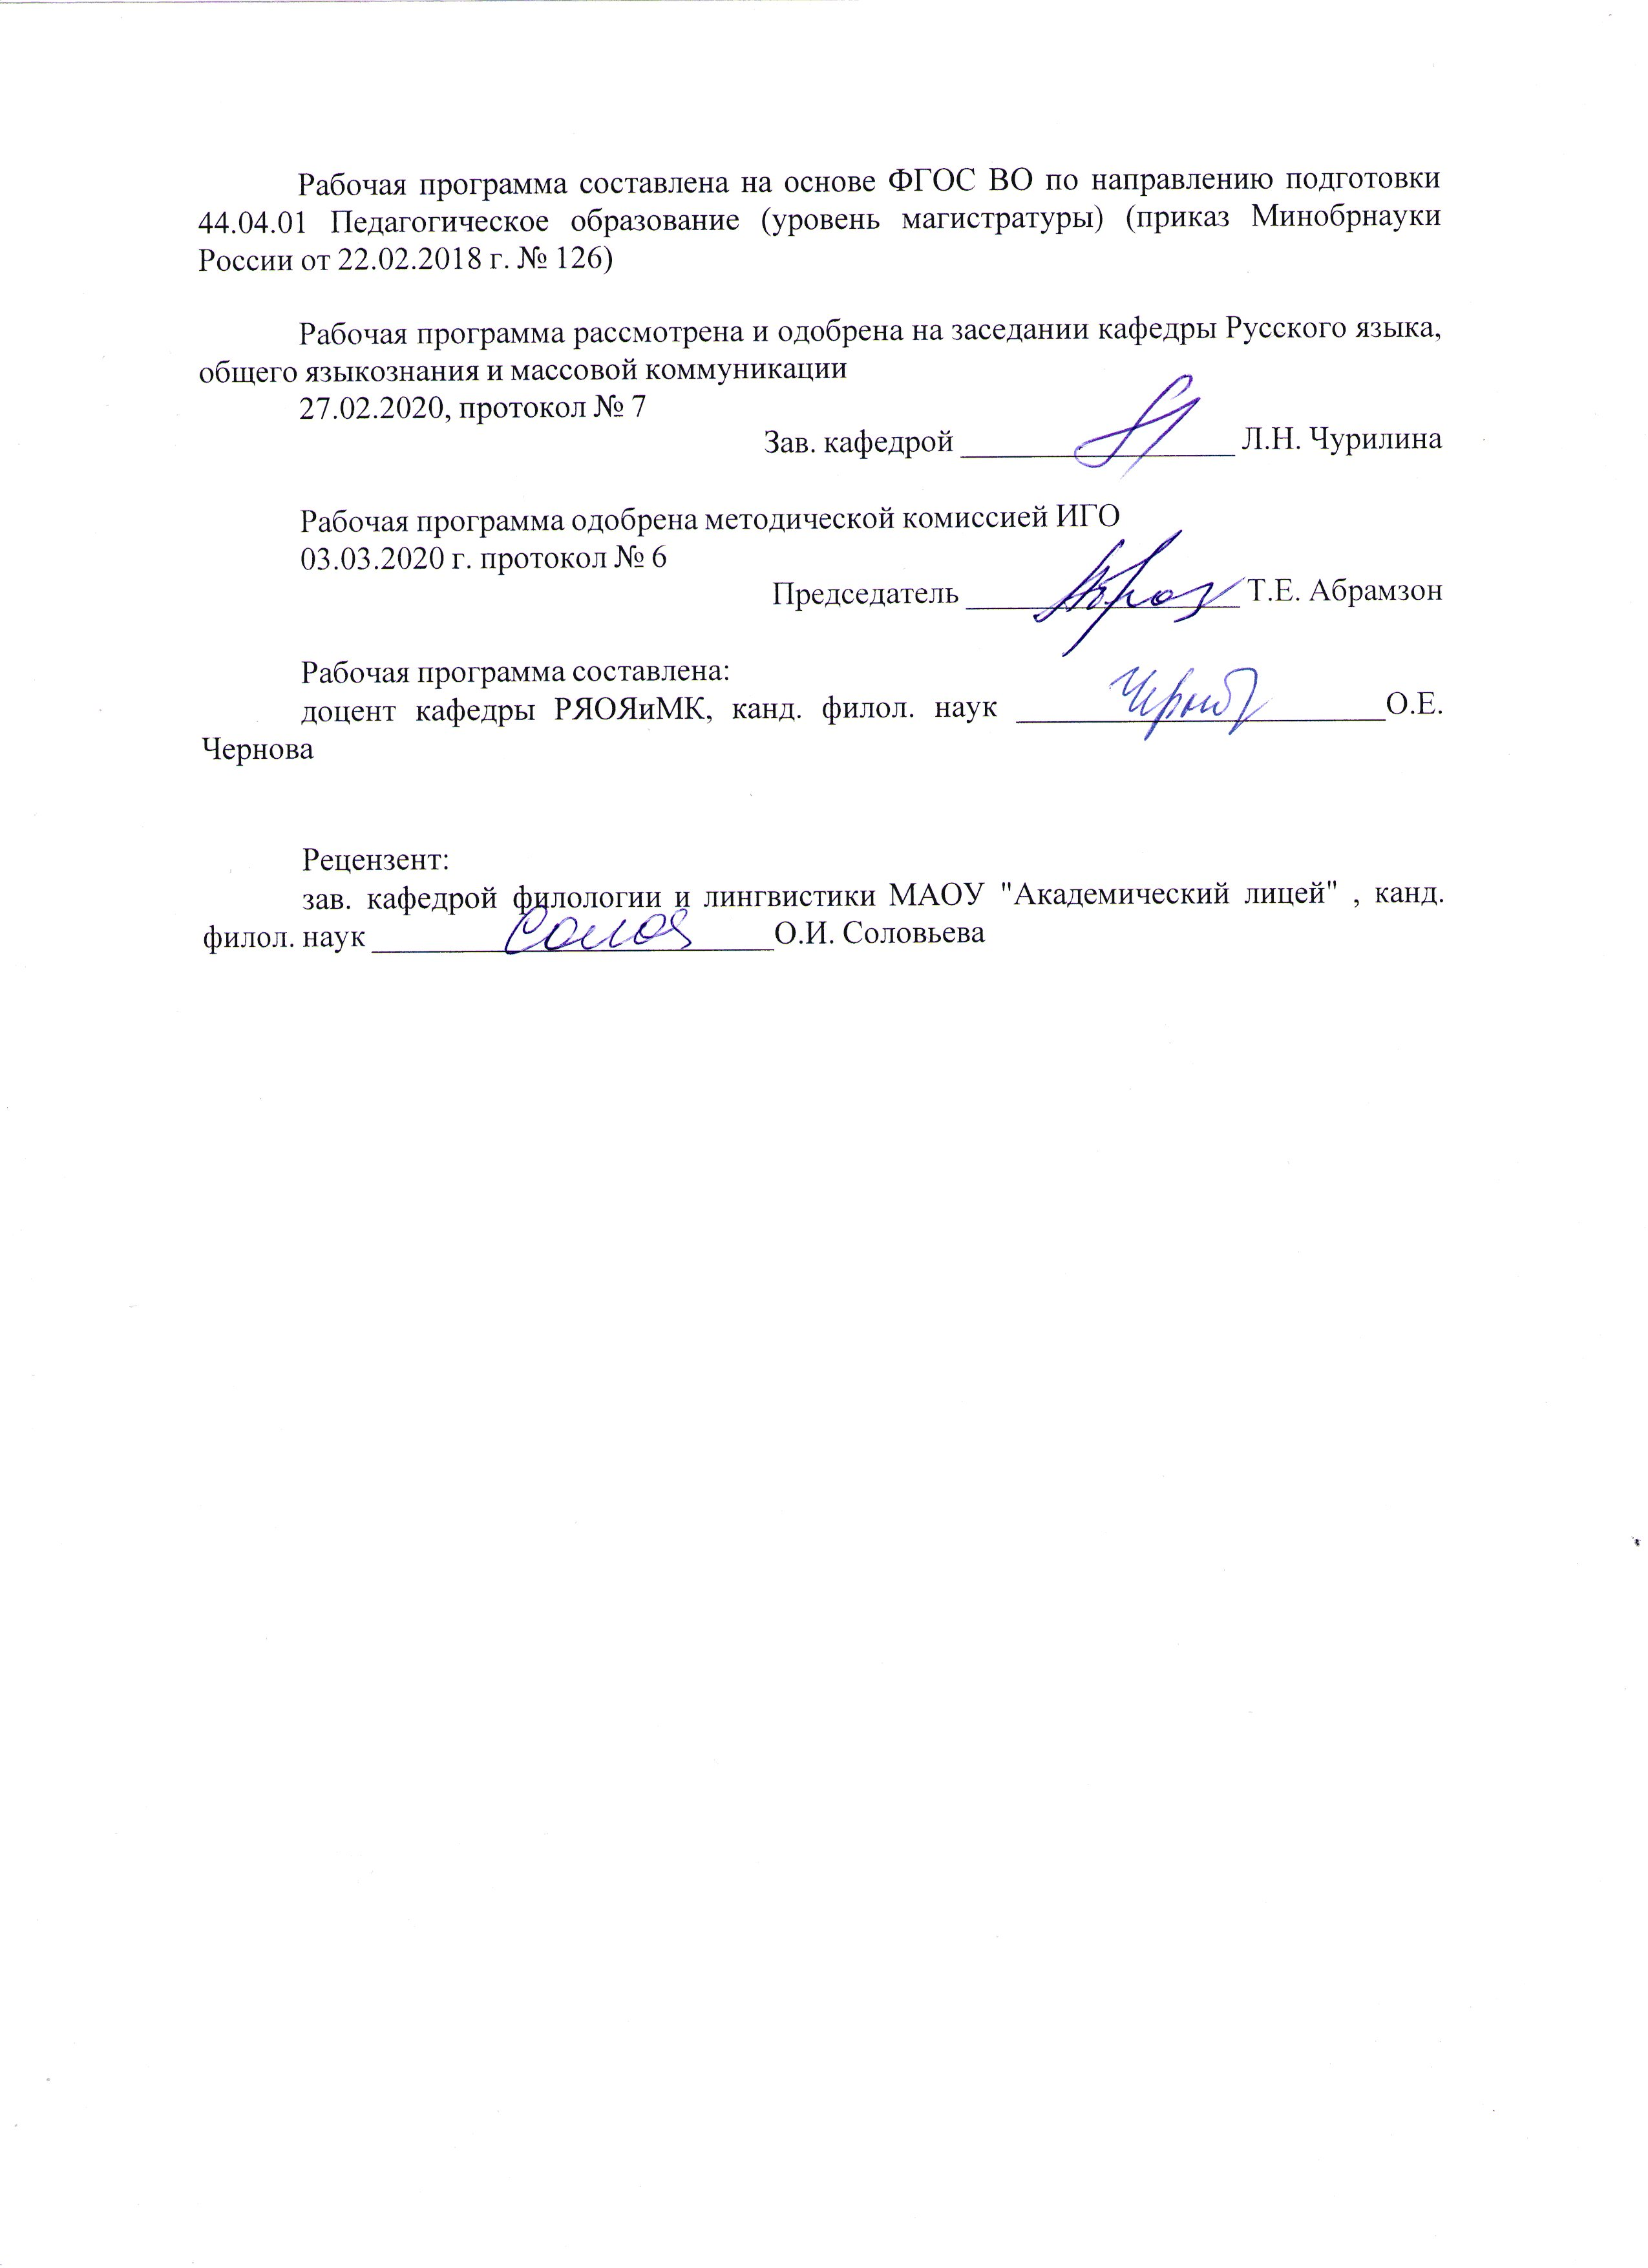 Рабочая программа составлена на основе ФГОС ВО по направлению подготовки
44.04.01 Педагогическое образование (уровень магистратуры) (приказ Минобрнауки
России от 22.02.2018 г. № 126)
Рабочая программа рассмотрена и одобрена на заседании кафедры Русского языка,
общего языкознания и массовой коммуникации
27.02.2020, протокол № 7
Зав. кафедрой Л.Н. Чурилина
Рабочая программа одобрена методической комиссией ИГО
03.03.2020 г. протокол № 6
Председатель Т.Е. Абрамзон
Рабочая программа составлена:
доцент кафедры РЯОЯиМК, канд. филол. наук О.Е.
Чернова
Рецензент:
зав. кафедрой филологии и лингвистики МАОУ "Академический лицей" , канд.
филол. наук О.И. Соловьева